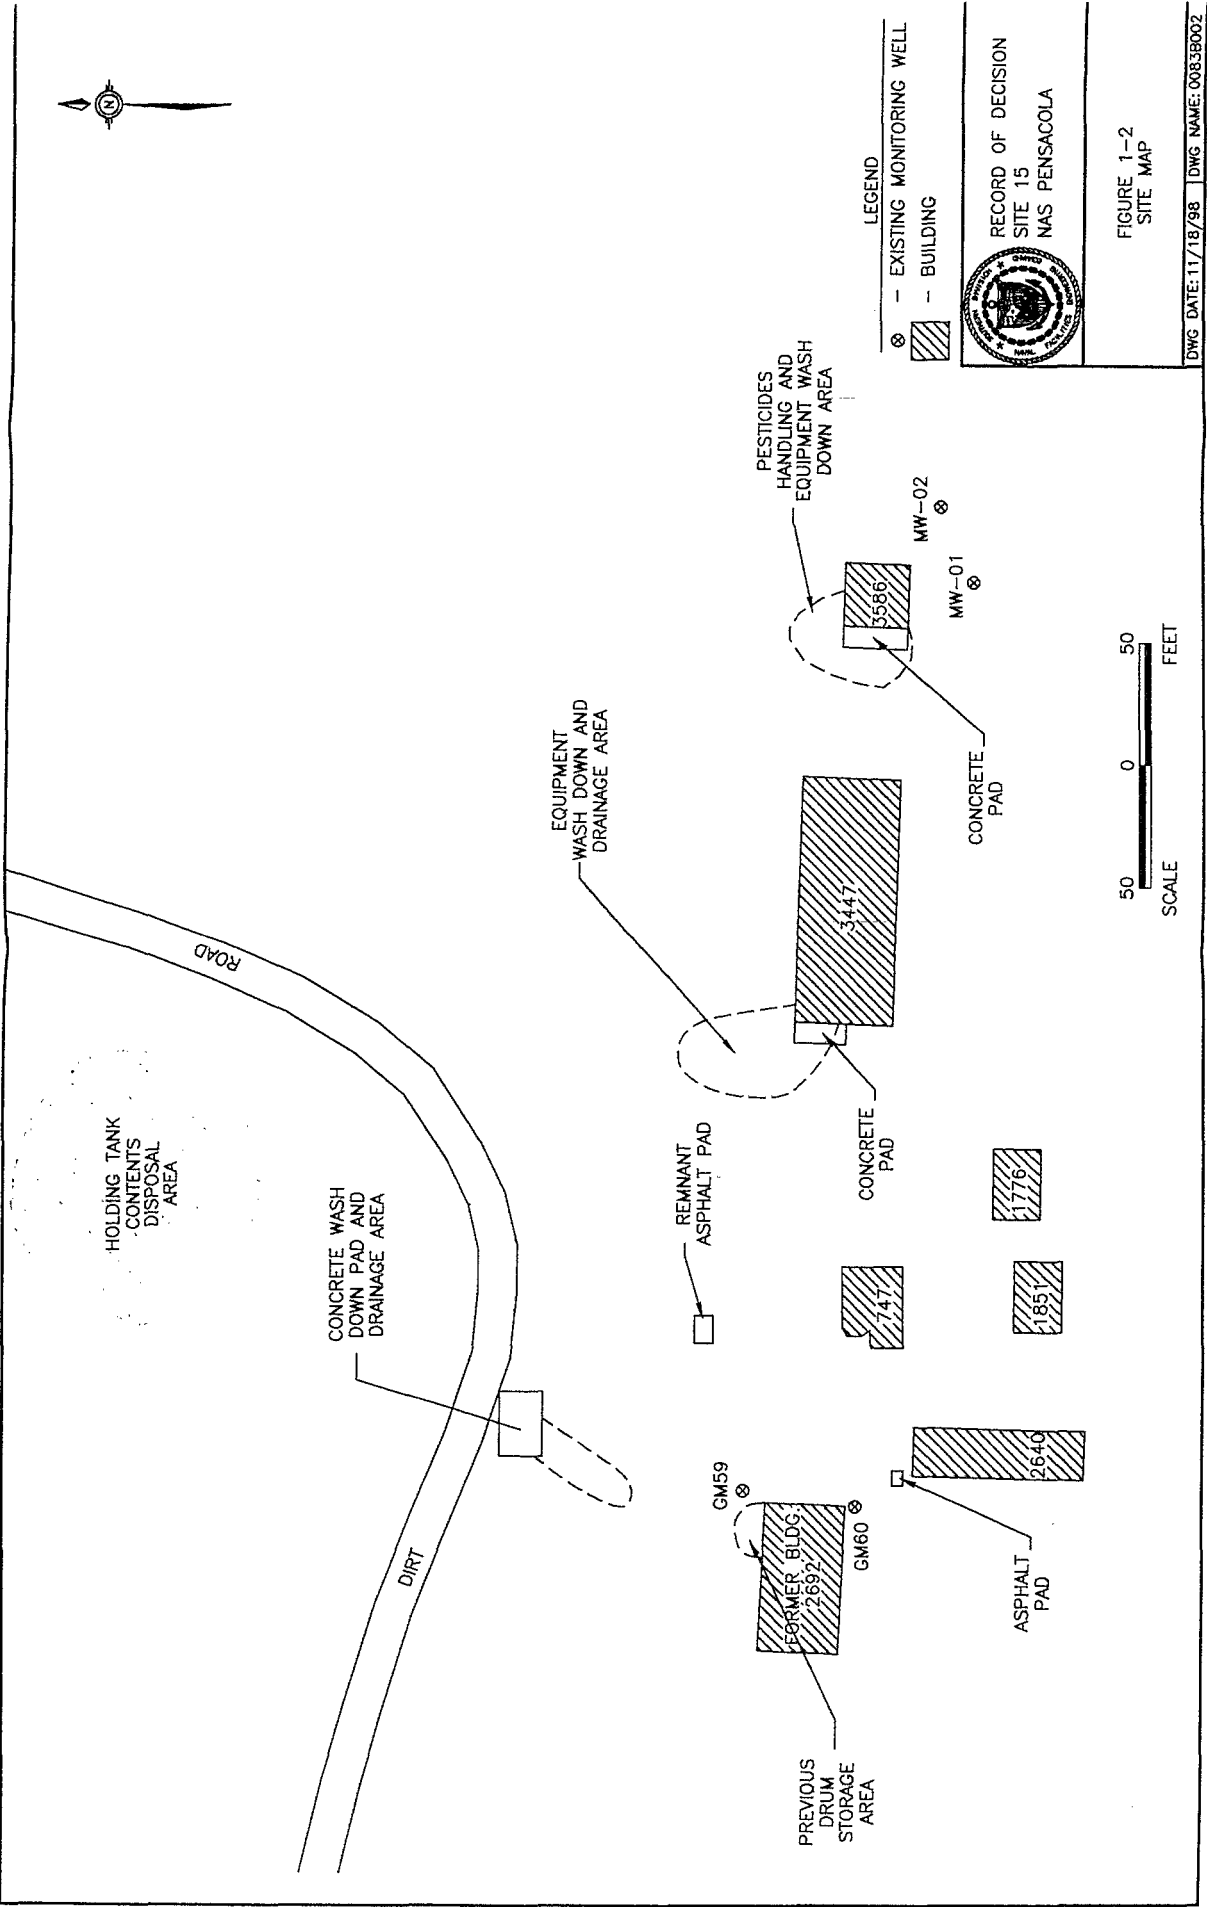 HOLDING TANK
CONTENTS
DISPOSAL
AREA
ROAD
DIRT
N
CONCRETE WASH
DOWN PAD AND
DRAINAGE AREA
EQUIPMENT
WASH DOWN AND
DRAINAGE AREA
REMNANT
ASPHALT PAD
PESTICIDES
HANDLING AND
EQUIPMENT WASH
DOWN AREA
GM59
FORMER BLDG.
2692
GM60
PREVIOUS
DRUM
STORAGE
AREA
747
3447
3586
CONCRETE
PAD
CONCRETE
PAD
MW-02
MW-01
2640
ASPHALT
PAD
1851
1776
50
0
50
SCALE
FEET
LEGEND
- EXISTING MONITORING WELL
- BUILDING
RECORD OF DECISION
SITE 15
NAS PENSACOLA
FIGURE 1-2
SITE MAP
DWG DATE: 11/18/98
DWG NAME: 0083B002